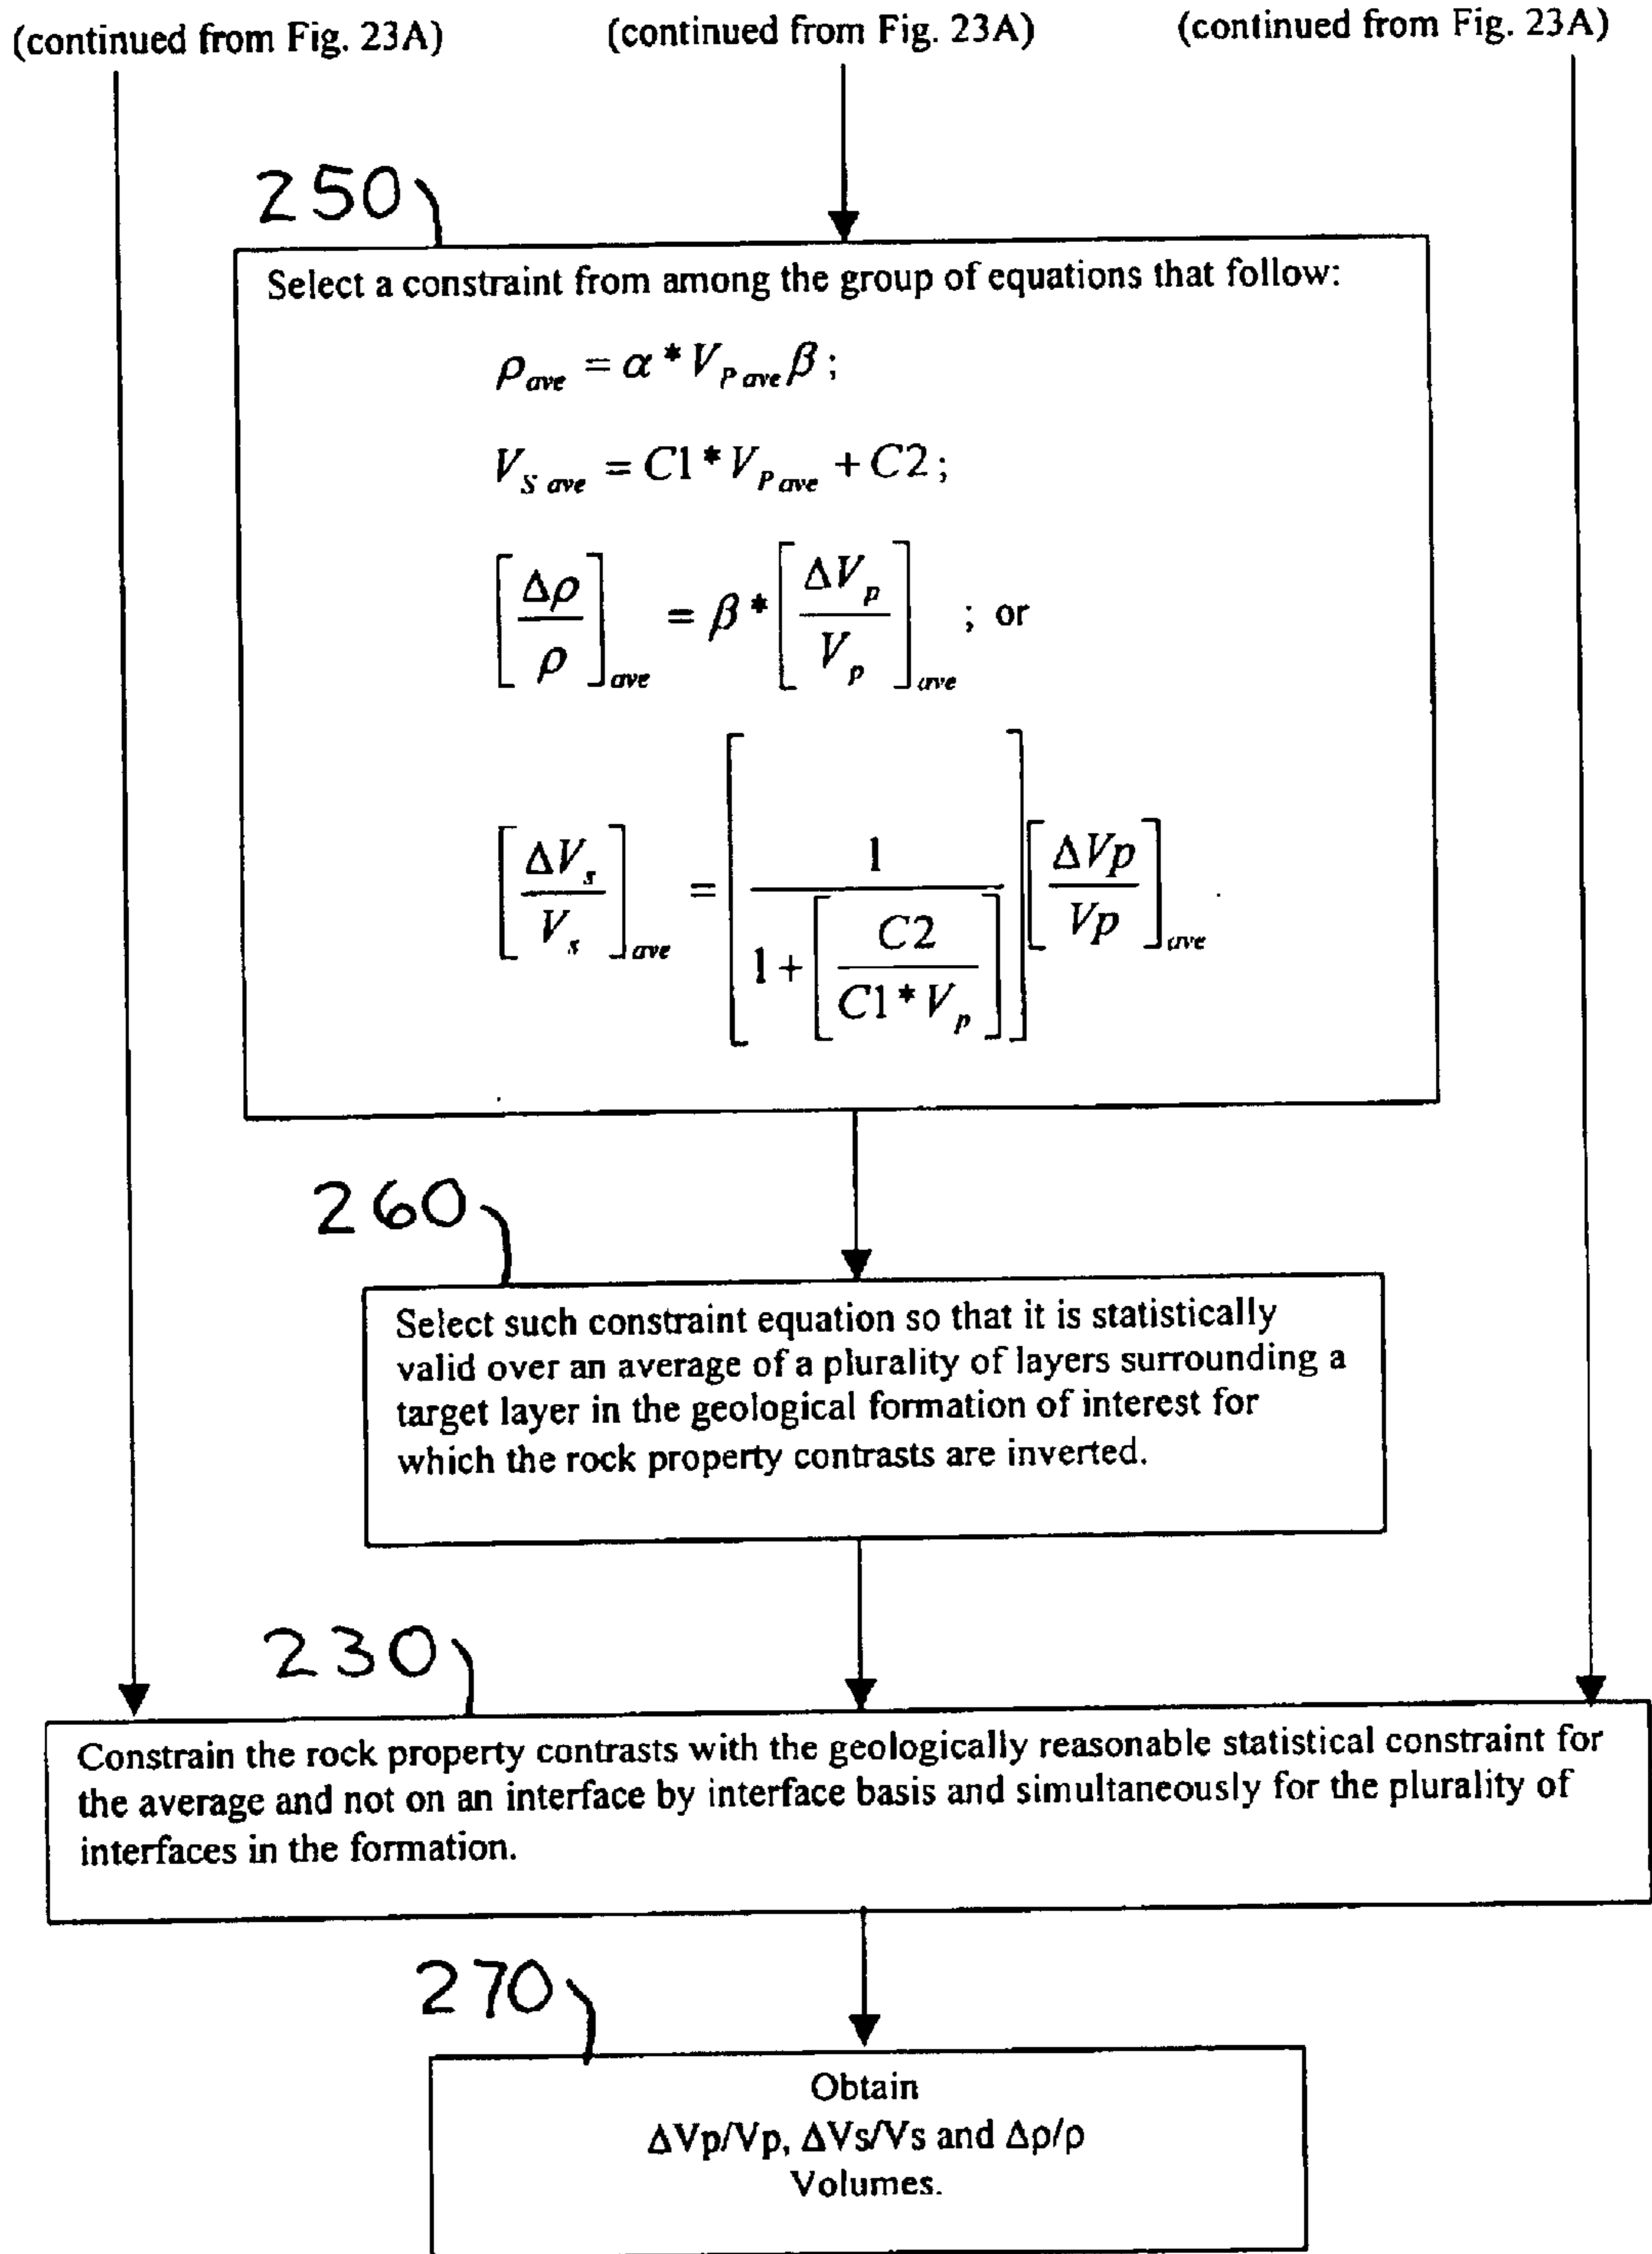 (continued from Fig. 23A) (continued from Fig. 23A) (continued from Fig. 23A)
250
Select a constraint from among the group of equations that follow:
ρ_ave = α * V_P ave β ;
V_S ave = C1 * V_P ave + C2 ;
[Δρ / ρ]_ave = β * [ΔV_p / V_p]_ave ; or
[ΔV_s / V_s]_ave = [1 / (1 + [C2 / (C1 * V_p)])] [ΔVp / Vp]_ave .
260
Select such constraint equation so that it is statistically
valid over an average of a plurality of layers surrounding a
target layer in the geological formation of interest for
which the rock property contrasts are inverted.
230
Constrain the rock property contrasts with the geologically reasonable statistical constraint for
the average and not on an interface by interface basis and simultaneously for the plurality of
interfaces in the formation.
270
Obtain
ΔVp/Vp, ΔVs/Vs and Δρ/ρ
Volumes.